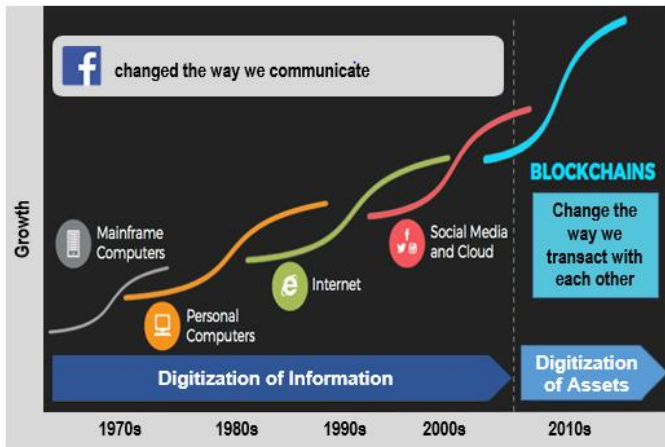 f changed the way we communicate
Growth
Mainframe
Computers
Personal
Computers
Internet
Social Media
and Cloud
BLOCKCHAINS
Change the
way we
transact with
each other
Digitization of Information
Digitization
of Assets
1970s 1980s 1990s 2000s 2010s